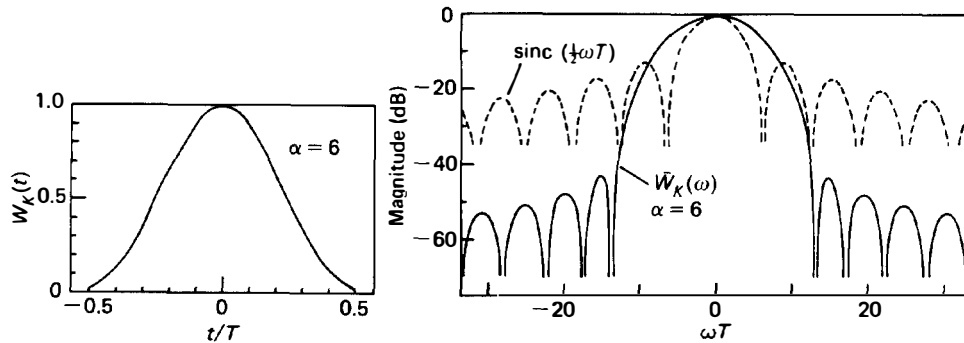 1.0
0.5
0
W_K(t)
α = 6
−0.5
0
0.5
t/T
0
−20
−40
−60
Magnitude (dB)
sinc (½ωT)
W̄_K(ω)
α = 6
−20
0
20
ωT